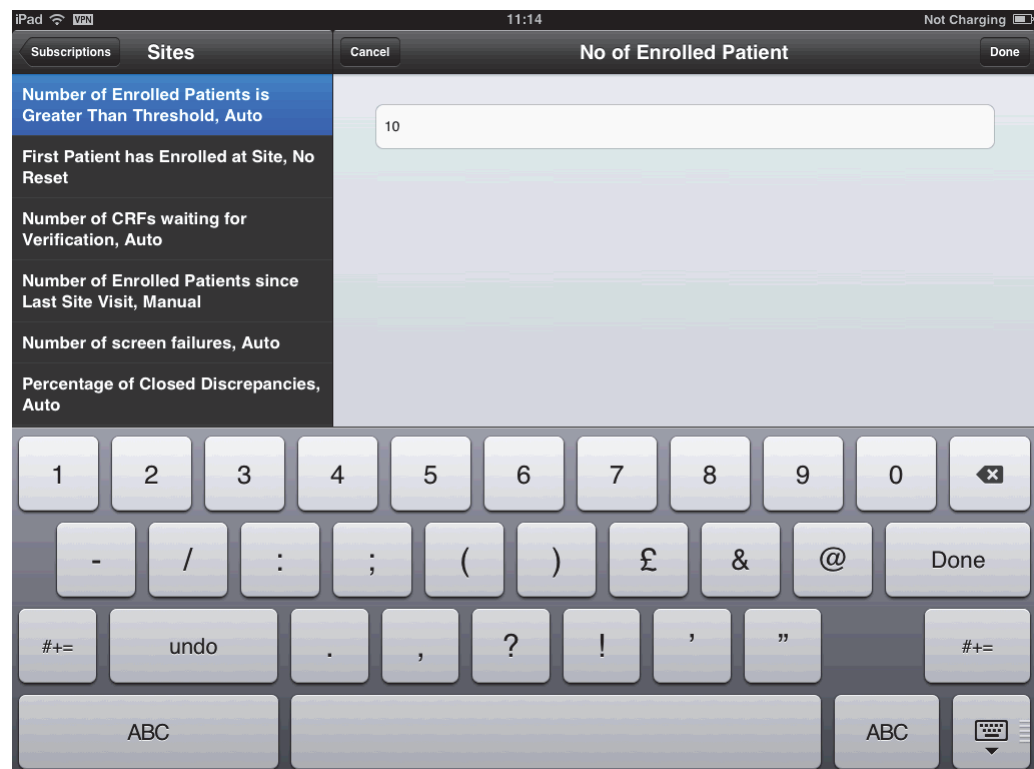 iPad VPN 11:14 Not Charging
Subscriptions Sites Cancel No of Enrolled Patient Done
Number of Enrolled Patients is
Greater Than Threshold, Auto
10
First Patient has Enrolled at Site, No
Reset
Number of CRFs waiting for
Verification, Auto
Number of Enrolled Patients since
Last Site Visit, Manual
Number of screen failures, Auto
Percentage of Closed Discrepancies,
Auto
1 2 3 4 5 6 7 8 9 0
- / : ; ( ) £ & @ Done
#+= undo . , ? ! ’ ” #+=
ABC ABC